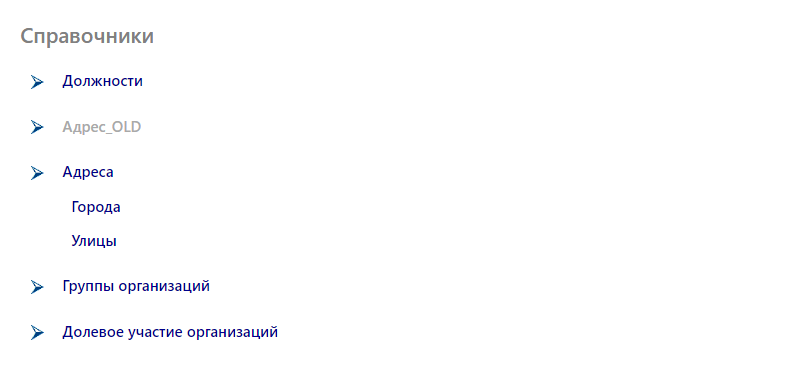 Справочники
Должности
Адрес_OLD
Адреса
Города
Улицы
Группы организаций
Долевое участие организаций